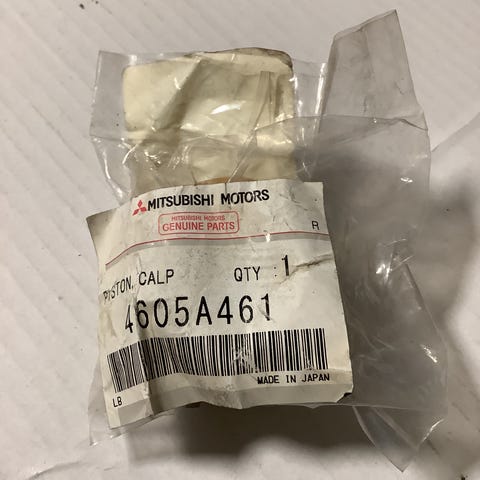 MITSUBISHI MOTORS
MITSUBISHI MOTORS
GENUINE PARTS
R
PISTON, CALP QTY : 1
4605A461
LB MADE IN JAPAN